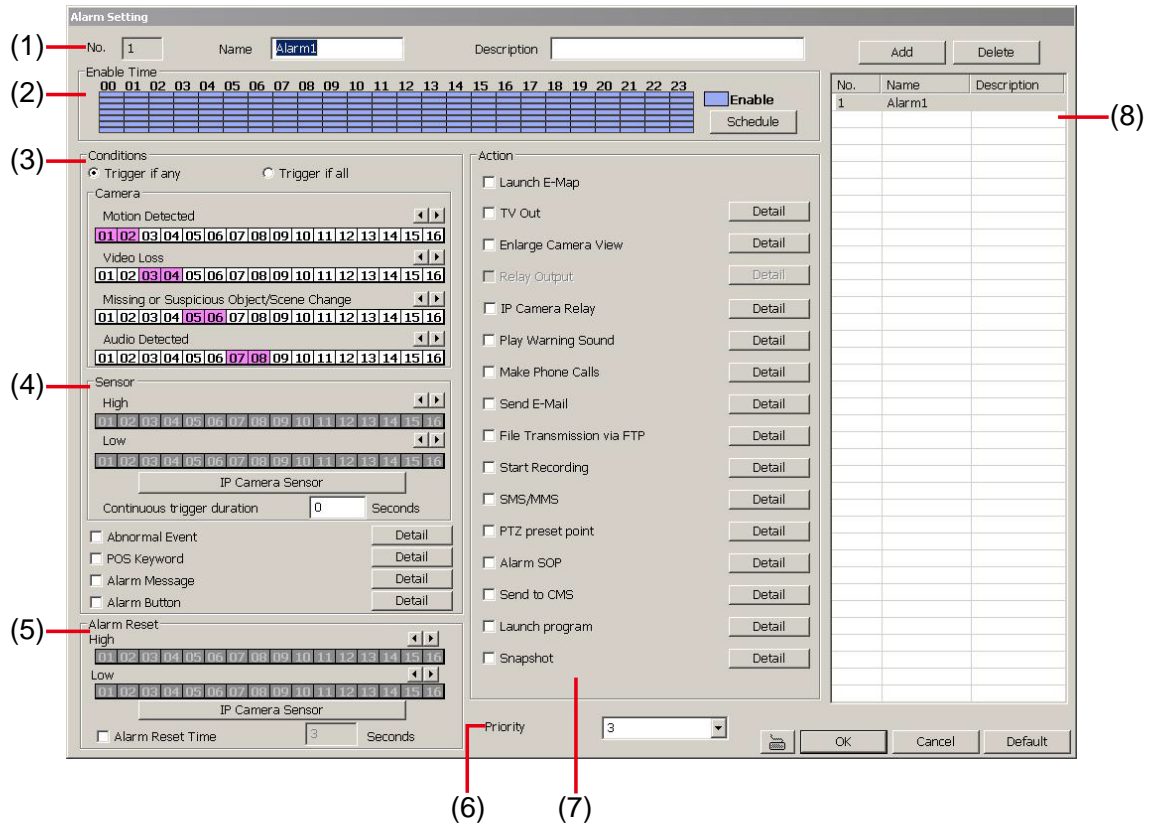 Alarm Setting
(1)
No. 1 Name Alarm1 Description
Add Delete
Enable Time
(2)
00 01 02 03 04 05 06 07 08 09 10 11 12 13 14 15 16 17 18 19 20 21 22 23
Enable
Schedule
No. Name Description
1 Alarm1
(8)
(3)
Conditions
Trigger if any Trigger if all
Camera
Motion Detected
01 02 03 04 05 06 07 08 09 10 11 12 13 14 15 16
Video Loss
01 02 03 04 05 06 07 08 09 10 11 12 13 14 15 16
Missing or Suspicious Object/Scene Change
01 02 03 04 05 06 07 08 09 10 11 12 13 14 15 16
Audio Detected
01 02 03 04 05 06 07 08 09 10 11 12 13 14 15 16
(4)
Sensor
High
01 02 03 04 05 06 07 08 09 10 11 12 13 14 15 16
Low
01 02 03 04 05 06 07 08 09 10 11 12 13 14 15 16
IP Camera Sensor
Continuous trigger duration 0 Seconds
Abnormal Event Detail
POS Keyword Detail
Alarm Message Detail
Alarm Button Detail
(5)
Alarm Reset
High
01 02 03 04 05 06 07 08 09 10 11 12 13 14 15 16
Low
01 02 03 04 05 06 07 08 09 10 11 12 13 14 15 16
IP Camera Sensor
Alarm Reset Time 3 Seconds
Action
Launch E-Map
TV Out Detail
Enlarge Camera View Detail
Relay Output Detail
IP Camera Relay Detail
Play Warning Sound Detail
Make Phone Calls Detail
Send E-Mail Detail
File Transmission via FTP Detail
Start Recording Detail
SMS/MMS Detail
PTZ preset point Detail
Alarm SOP Detail
Send to CMS Detail
Launch program Detail
Snapshot Detail
Priority 3
OK Cancel Default
(6) (7)